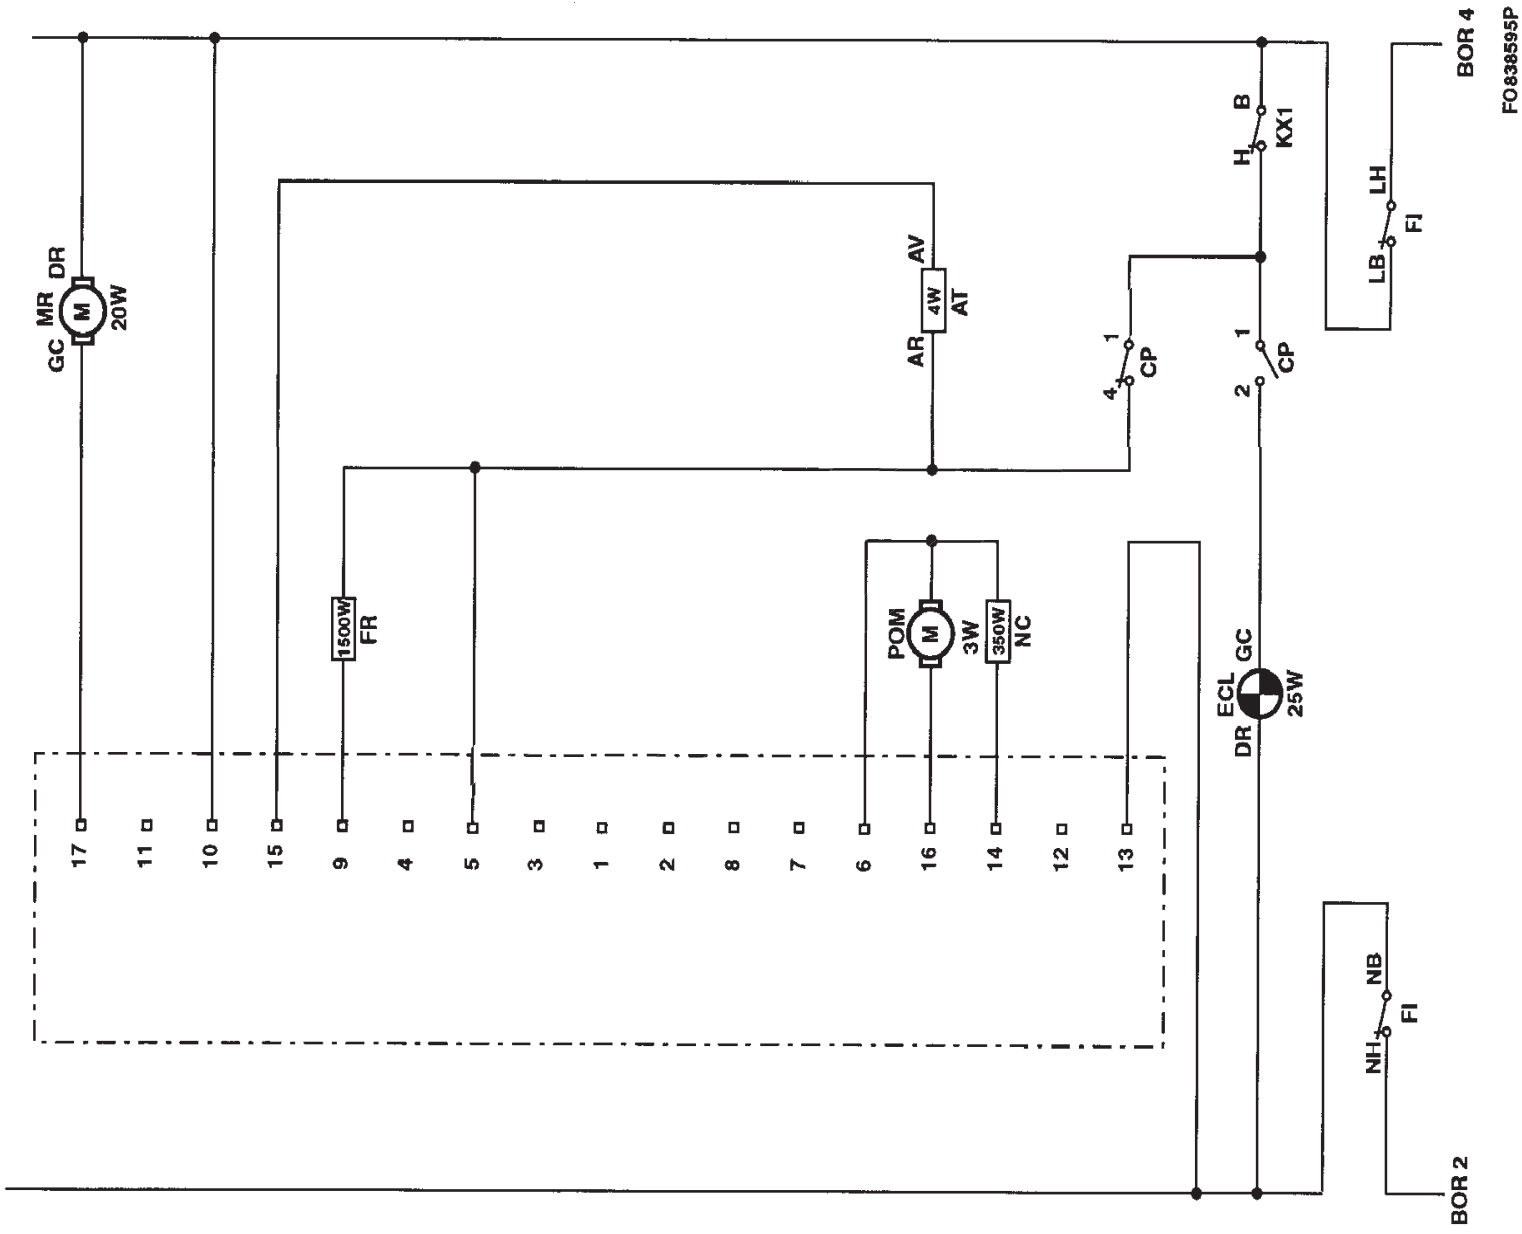 BOR 4
FO838595P
B
KX1
H
LH
FI
LB
DR
MR
M
20W
GC
AV
4W
AT
AR
1
CP
4
1
CP
2
1500W
FR
POM
M
3W
350W
NC
GC
ECL
25W
DR
17
11
10
15
9
4
5
3
1
2
8
7
6
16
14
12
13
NB
FI
NH
BOR 2